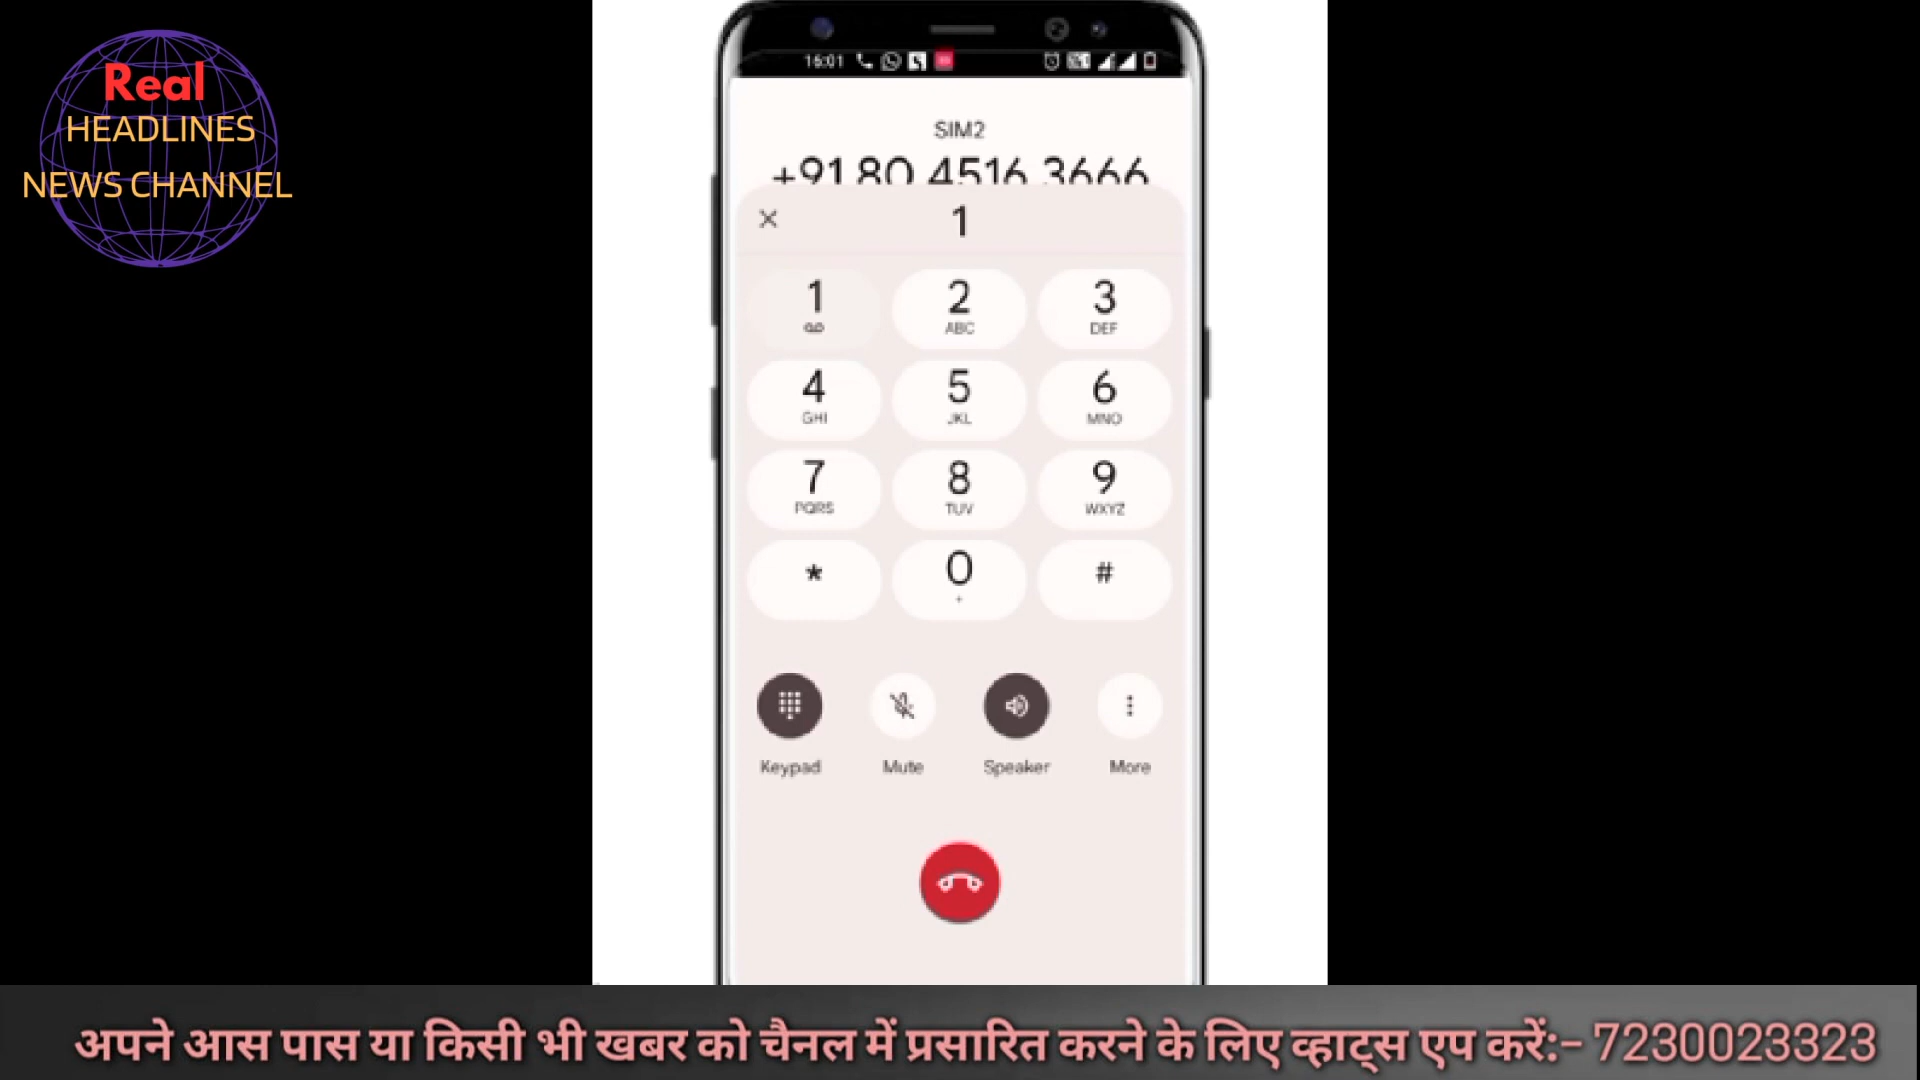 Real
HEADLINES
NEWS CHANNEL
16:01
SIM2
+91 80 4516 3666
1
1
2
ABC
3
DEF
4
GHI
5
JKL
6
MNO
7
PQRS
8
TUV
9
WXYZ
*
0
+
#
Keypad
Mute
Speaker
More
अपने आस पास या किसी भी खबर को चैनल में प्रसारित करने के लिए व्हाट्स एप करें:- 7230023323